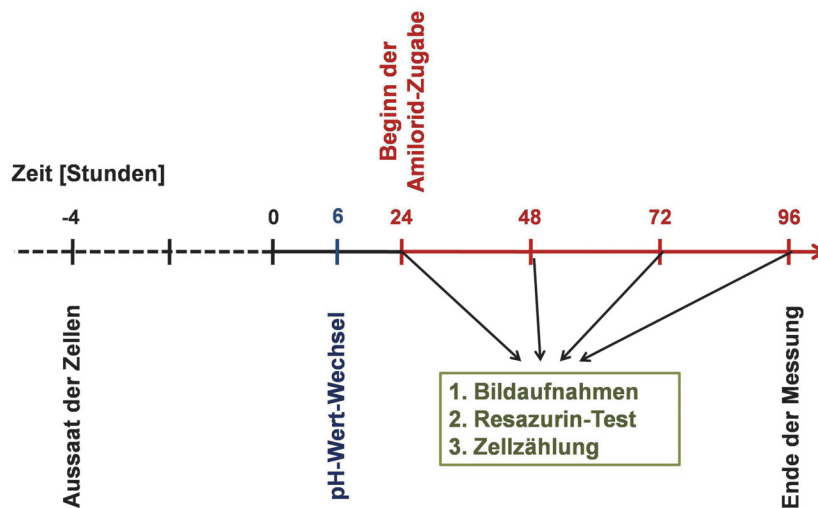 Beginn der
Amilorid-Zugabe
Zeit [Stunden]
-4
0
6
24
48
72
96
Aussaat der Zellen
pH-Wert-Wechsel
1. Bildaufnahmen
2. Resazurin-Test
3. Zellzählung
Ende der Messung